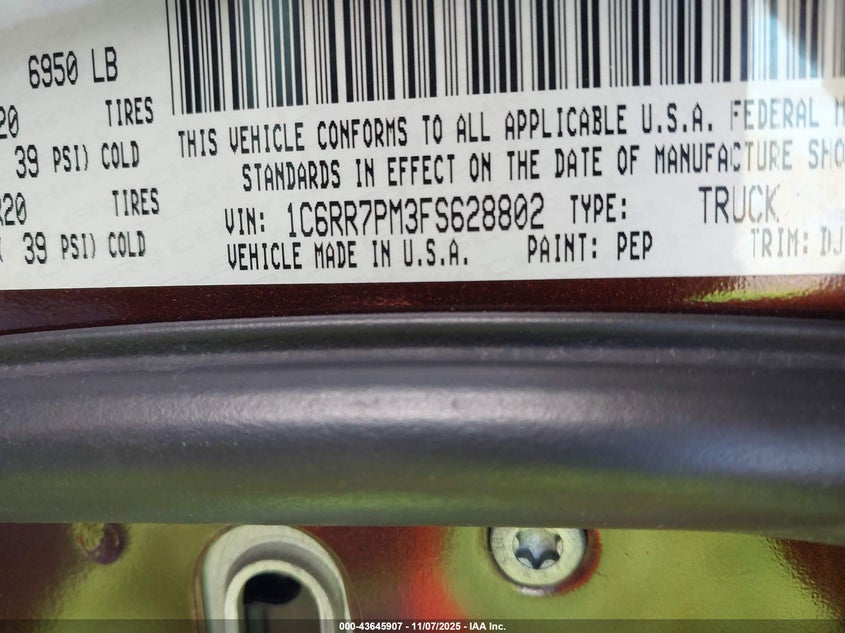 6950 LB
20 TIRES
39 PSI) COLD
R20 TIRES
39 PSI) COLD
THIS VEHICLE CONFORMS TO ALL APPLICABLE U.S.A. FEDERAL M
STANDARDS IN EFFECT ON THE DATE OF MANUFACTURE SHO
VIN: 1C6RR7PM3FS628802 TYPE: TRUCK
VEHICLE MADE IN U.S.A. PAINT: PEP TRIM: DJ
000-43645907 - 11/07/2025 - IAA Inc.